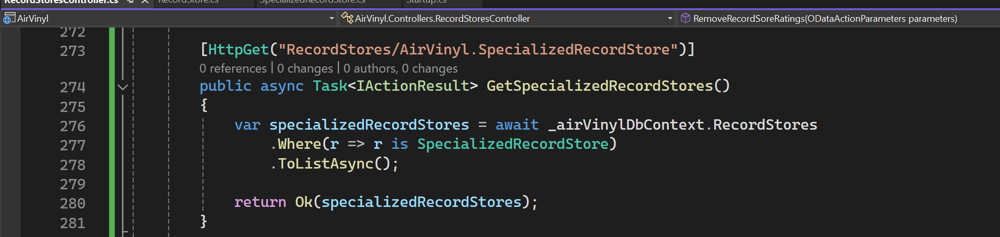 RecordStoresController.cs RecordStore.cs SpecializedRecordStore.cs Startup.cs
AirVinyl AirVinyl.Controllers.RecordStoresController RemoveRecordSoreRatings(ODataActionParameters parameters)
272
273 [HttpGet("RecordStores/AirVinyl.SpecializedRecordStore")]
0 references | 0 changes | 0 authors, 0 changes
274 public async Task<IActionResult> GetSpecializedRecordStores()
275 {
276 var specializedRecordStores = await _airVinylDbContext.RecordStores
277 .Where(r => r is SpecializedRecordStore)
278 .ToListAsync();
279
280 return Ok(specializedRecordStores);
281 }